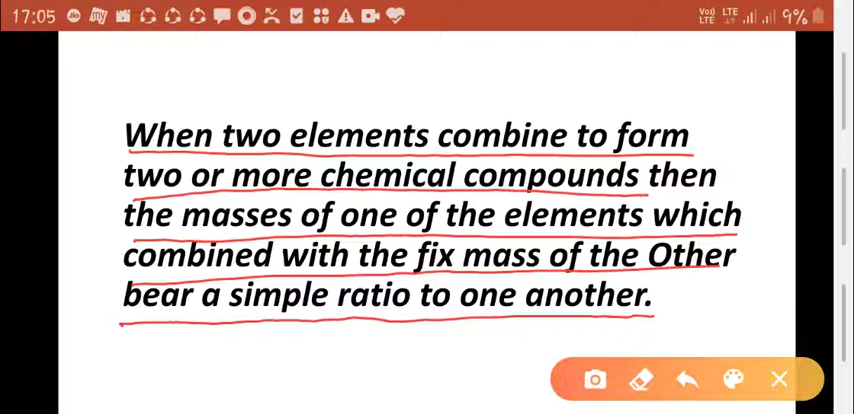 17:05 Jio my Vo) LTE LTE 9%
When two elements combine to form
two or more chemical compounds then
the masses of one of the elements which
combined with the fix mass of the Other
bear a simple ratio to one another.